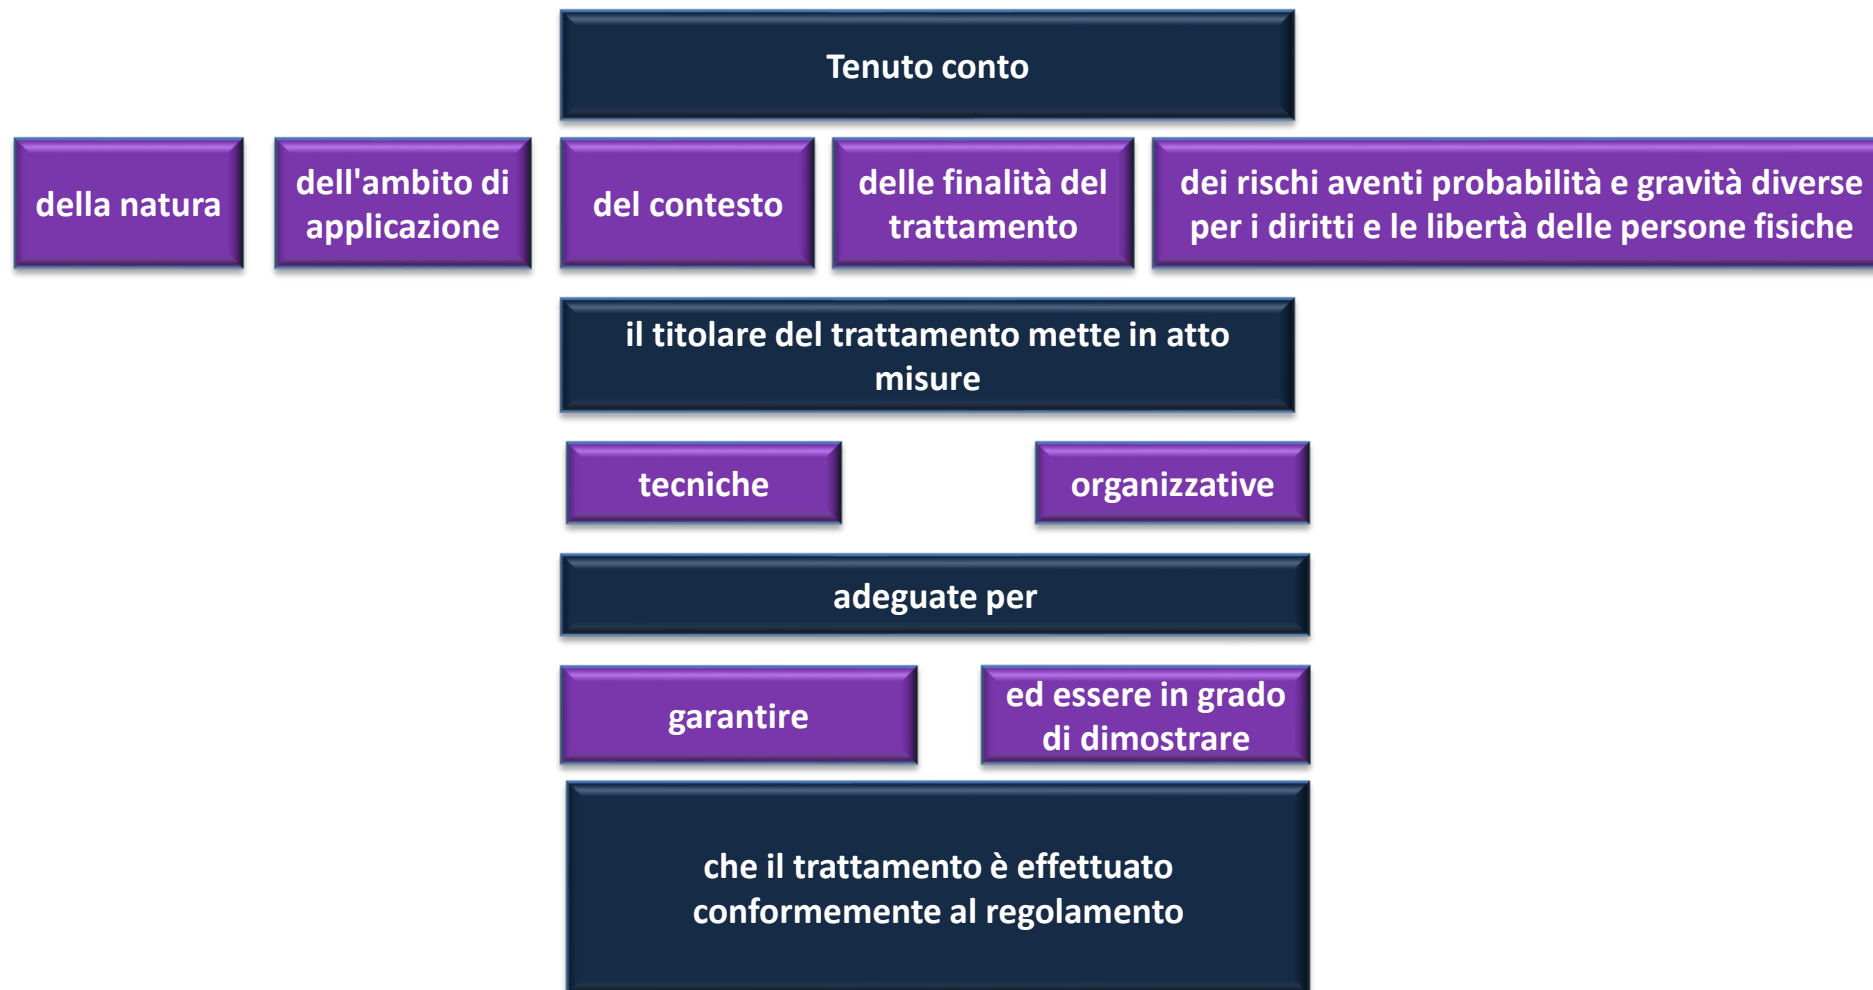 Tenuto conto
della natura
dell'ambito di
applicazione
del contesto
delle finalità del
trattamento
dei rischi aventi probabilità e gravità diverse
per i diritti e le libertà delle persone fisiche
il titolare del trattamento mette in atto
misure
tecniche
organizzative
adeguate per
garantire
ed essere in grado
di dimostrare
che il trattamento è effettuato
conformemente al regolamento